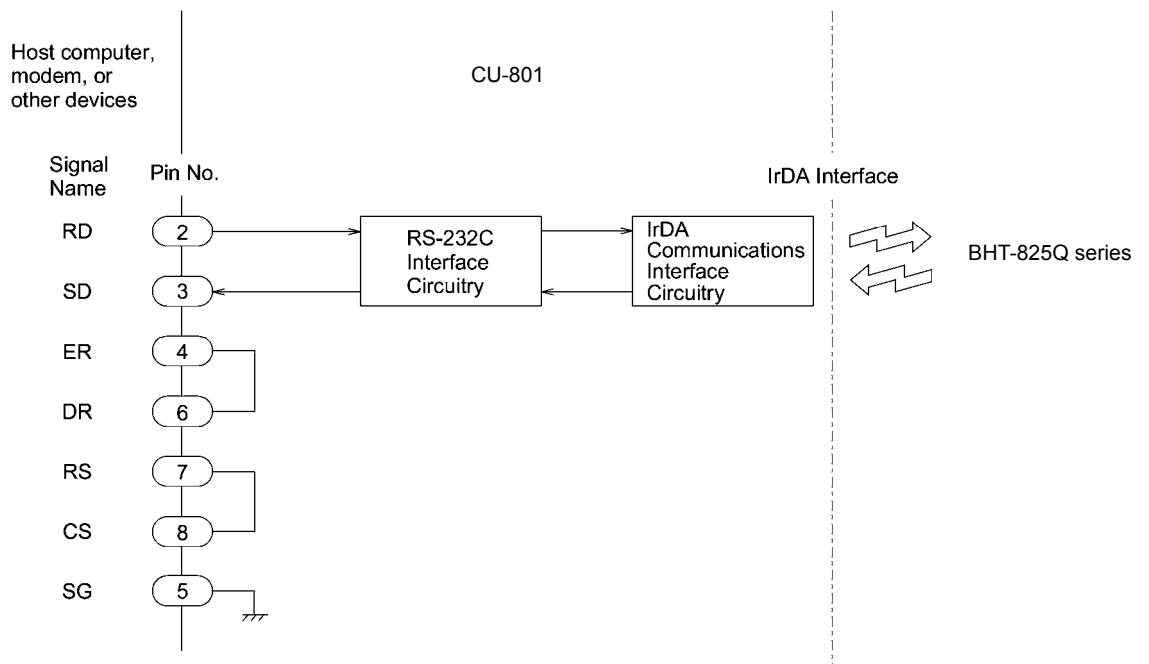 Host computer,
modem, or
other devices
CU-801
Signal
Name
Pin No.
IrDA Interface
RD
2
RS-232C
Interface
Circuitry
IrDA
Communications
Interface
Circuitry
BHT-825Q series
SD
3
ER
4
DR
6
RS
7
CS
8
SG
5